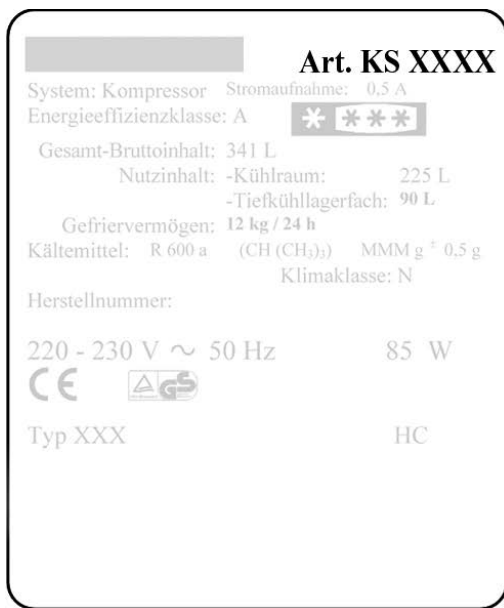 Art. KS XXXX
System: Kompressor Stromaufnahme: 0,5 A
Energieeffizienzklasse: A
Gesamt-Bruttoinhalt: 341 L
Nutzinhalt: -Kühlraum: 225 L
-Tiefkühllagerfach: 90 L
Gefriervermögen: 12 kg / 24 h
Kältemittel: R 600 a (CH (CH₃)₃) MMM g ± 0,5 g
Klimaklasse: N
Herstellnummer:
220 - 230 V ~ 50 Hz 85 W
CE GS
Typ XXX HC